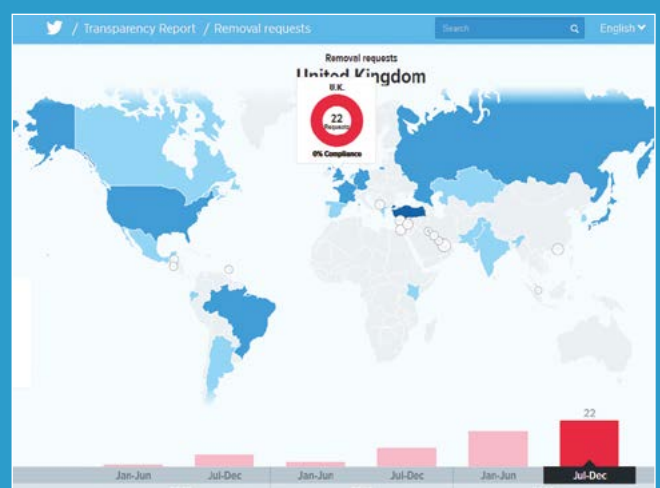 / Transparency Report / Removal requests
Search
English
Removal requests
United Kingdom
U.K.
22
Requests
0% Compliance
22
Jan-Jun
Jul-Dec
Jan-Jun
Jul-Dec
Jan-Jun
Jul-Dec